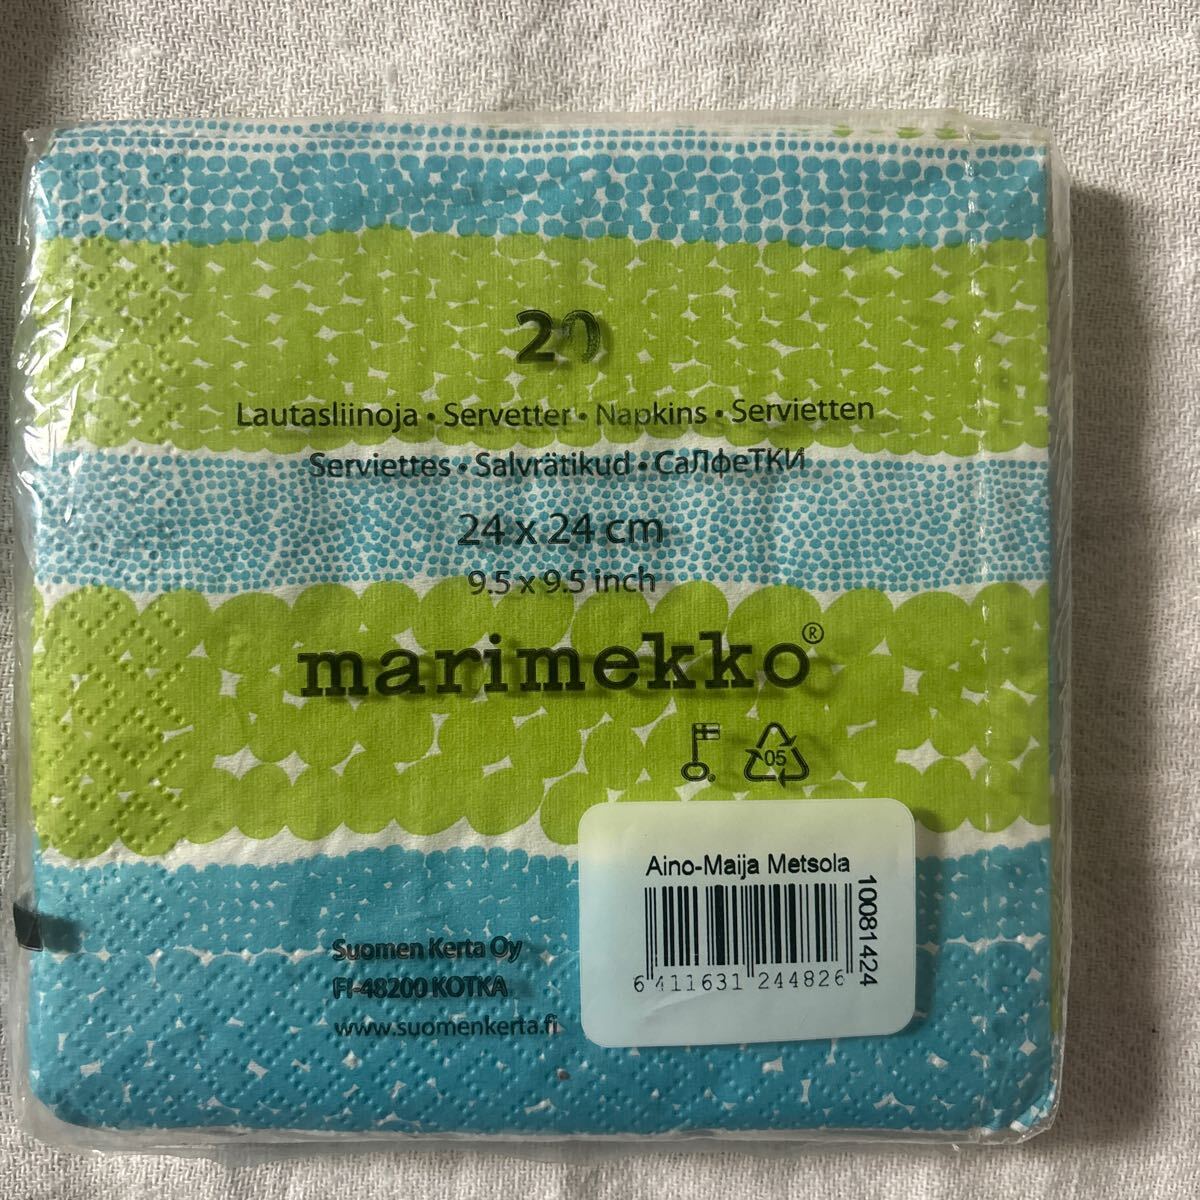 20
Lautasliinoja • Servetter • Napkins • Servietten
Serviettes • Salvrätikud • СаЛфеТКИ
24 x 24 cm
9.5 x 9.5 inch
marimekko®
05
Aino-Maija Metsola
10081424
6 411631 244826
Suomen Kerta Oy
FI-48200 KOTKA
www.suomenkerta.fi